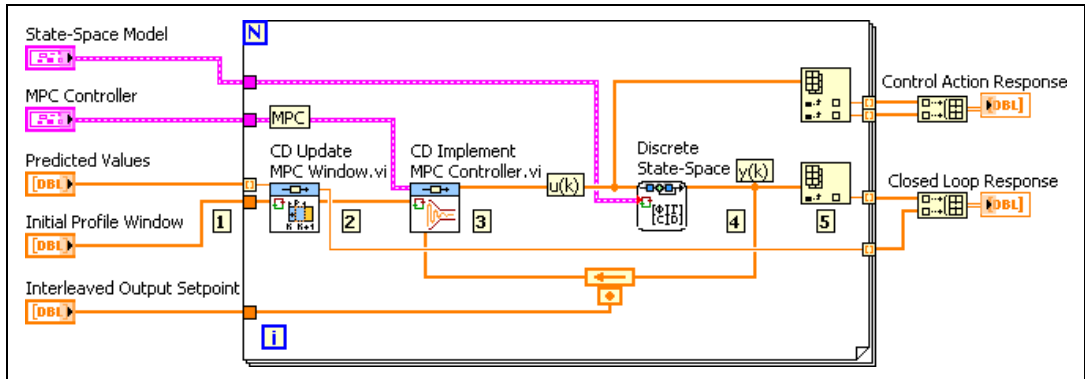 State-Space Model
MPC Controller
Predicted Values
[DBL]
Initial Profile Window
[DBL]
Interleaved Output Setpoint
[DBL]
N
MPC
CD Update
MPC Window.vi
K K+1
CD Implement
MPC Controller.vi
u(k)
Discrete
State-Space
y(k)
1
2
3
4
5
i
Control Action Response
DBL]
Closed Loop Response
DBL]